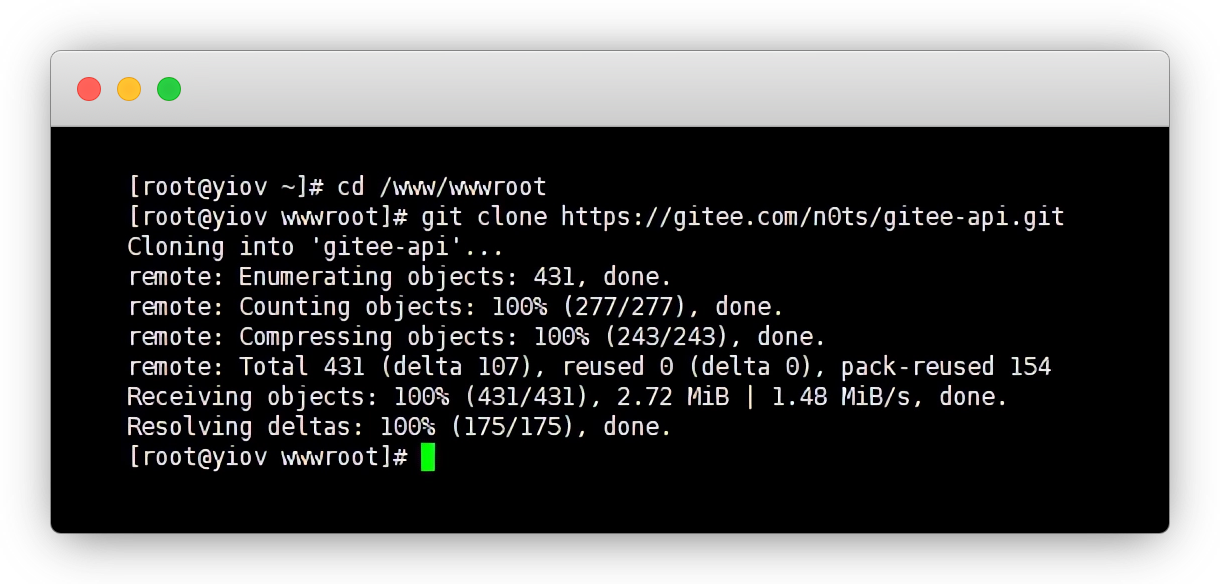 [root@yiov ~]# cd /www/wwwroot
[root@yiov wwwroot]# git clone https://gitee.com/n0ts/gitee-api.git
Cloning into 'gitee-api'...
remote: Enumerating objects: 431, done.
remote: Counting objects: 100% (277/277), done.
remote: Compressing objects: 100% (243/243), done.
remote: Total 431 (delta 107), reused 0 (delta 0), pack-reused 154
Receiving objects: 100% (431/431), 2.72 MiB | 1.48 MiB/s, done.
Resolving deltas: 100% (175/175), done.
[root@yiov wwwroot]#